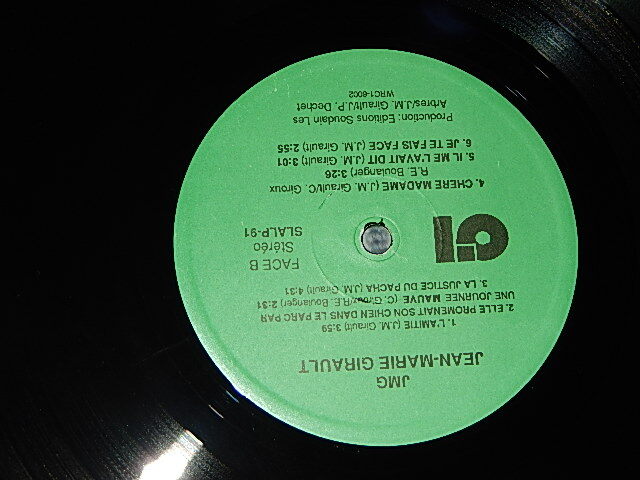 JMG
JEAN-MARIE GIRAULT
1. L'AMITIE (J.M. Girault) 3:59
2. ELLE PROMENAIT SON CHIEN DANS LE PARC PAR
UNE JOURNEE MAUVE (C. Giroux/R.E. Boulanger) 2:31
3. LA JUSTICE DU PACHA (J.M. Girault) 4:31
FACE B
Stéréo
SLALP-91
4. CHERE MADAME (J.M. Girault/C. Giroux
R.E. Boulanger) 3:26
5. IL ME L'AVAIT DIT (J.M. Girault) 3:01
6. JE TE FAIS FACE (J.M. Girault) 2:55
Production: Editions Soudain Les
Arbres/J.M. Girault/J.P. Dechet
WRC1-6002